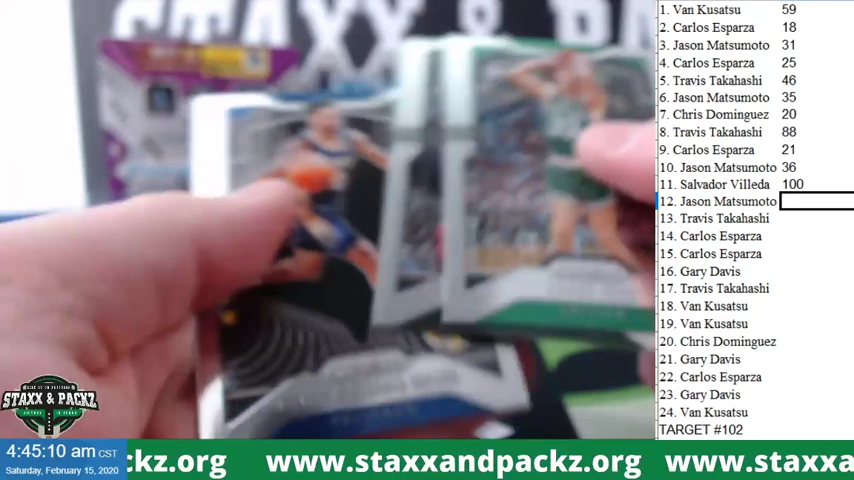 STAXX & PACKZ
1. Van Kusatsu 59
2. Carlos Esparza 18
3. Jason Matsumoto 31
4. Carlos Esparza 25
5. Travis Takahashi 46
6. Jason Matsumoto 35
7. Chris Dominguez 20
8. Travis Takahashi 88
9. Carlos Esparza 21
10. Jason Matsumoto 36
11. Salvador Villeda 100
12. Jason Matsumoto
13. Travis Takahashi
14. Carlos Esparza
15. Carlos Esparza
16. Gary Davis
17. Travis Takahashi
18. Van Kusatsu
19. Van Kusatsu
20. Chris Dominguez
21. Gary Davis
22. Carlos Esparza
23. Gary Davis
24. Van Kusatsu
TARGET #102
STAXX & PACKZ
4:45:10 am CST
Saturday, February 15, 2020
ckz.org www.staxxandpackz.org www.staxxa